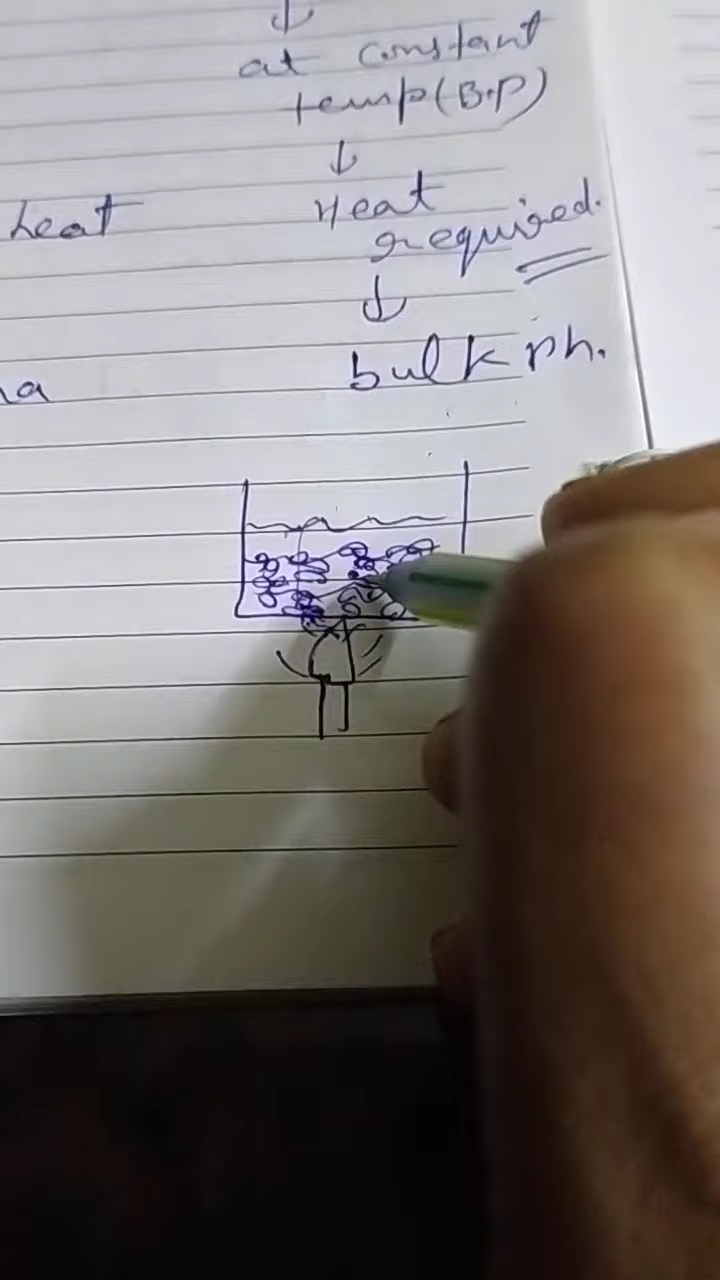 at constant
temp(B.P)
Heat
heat
required.
bulk ph.